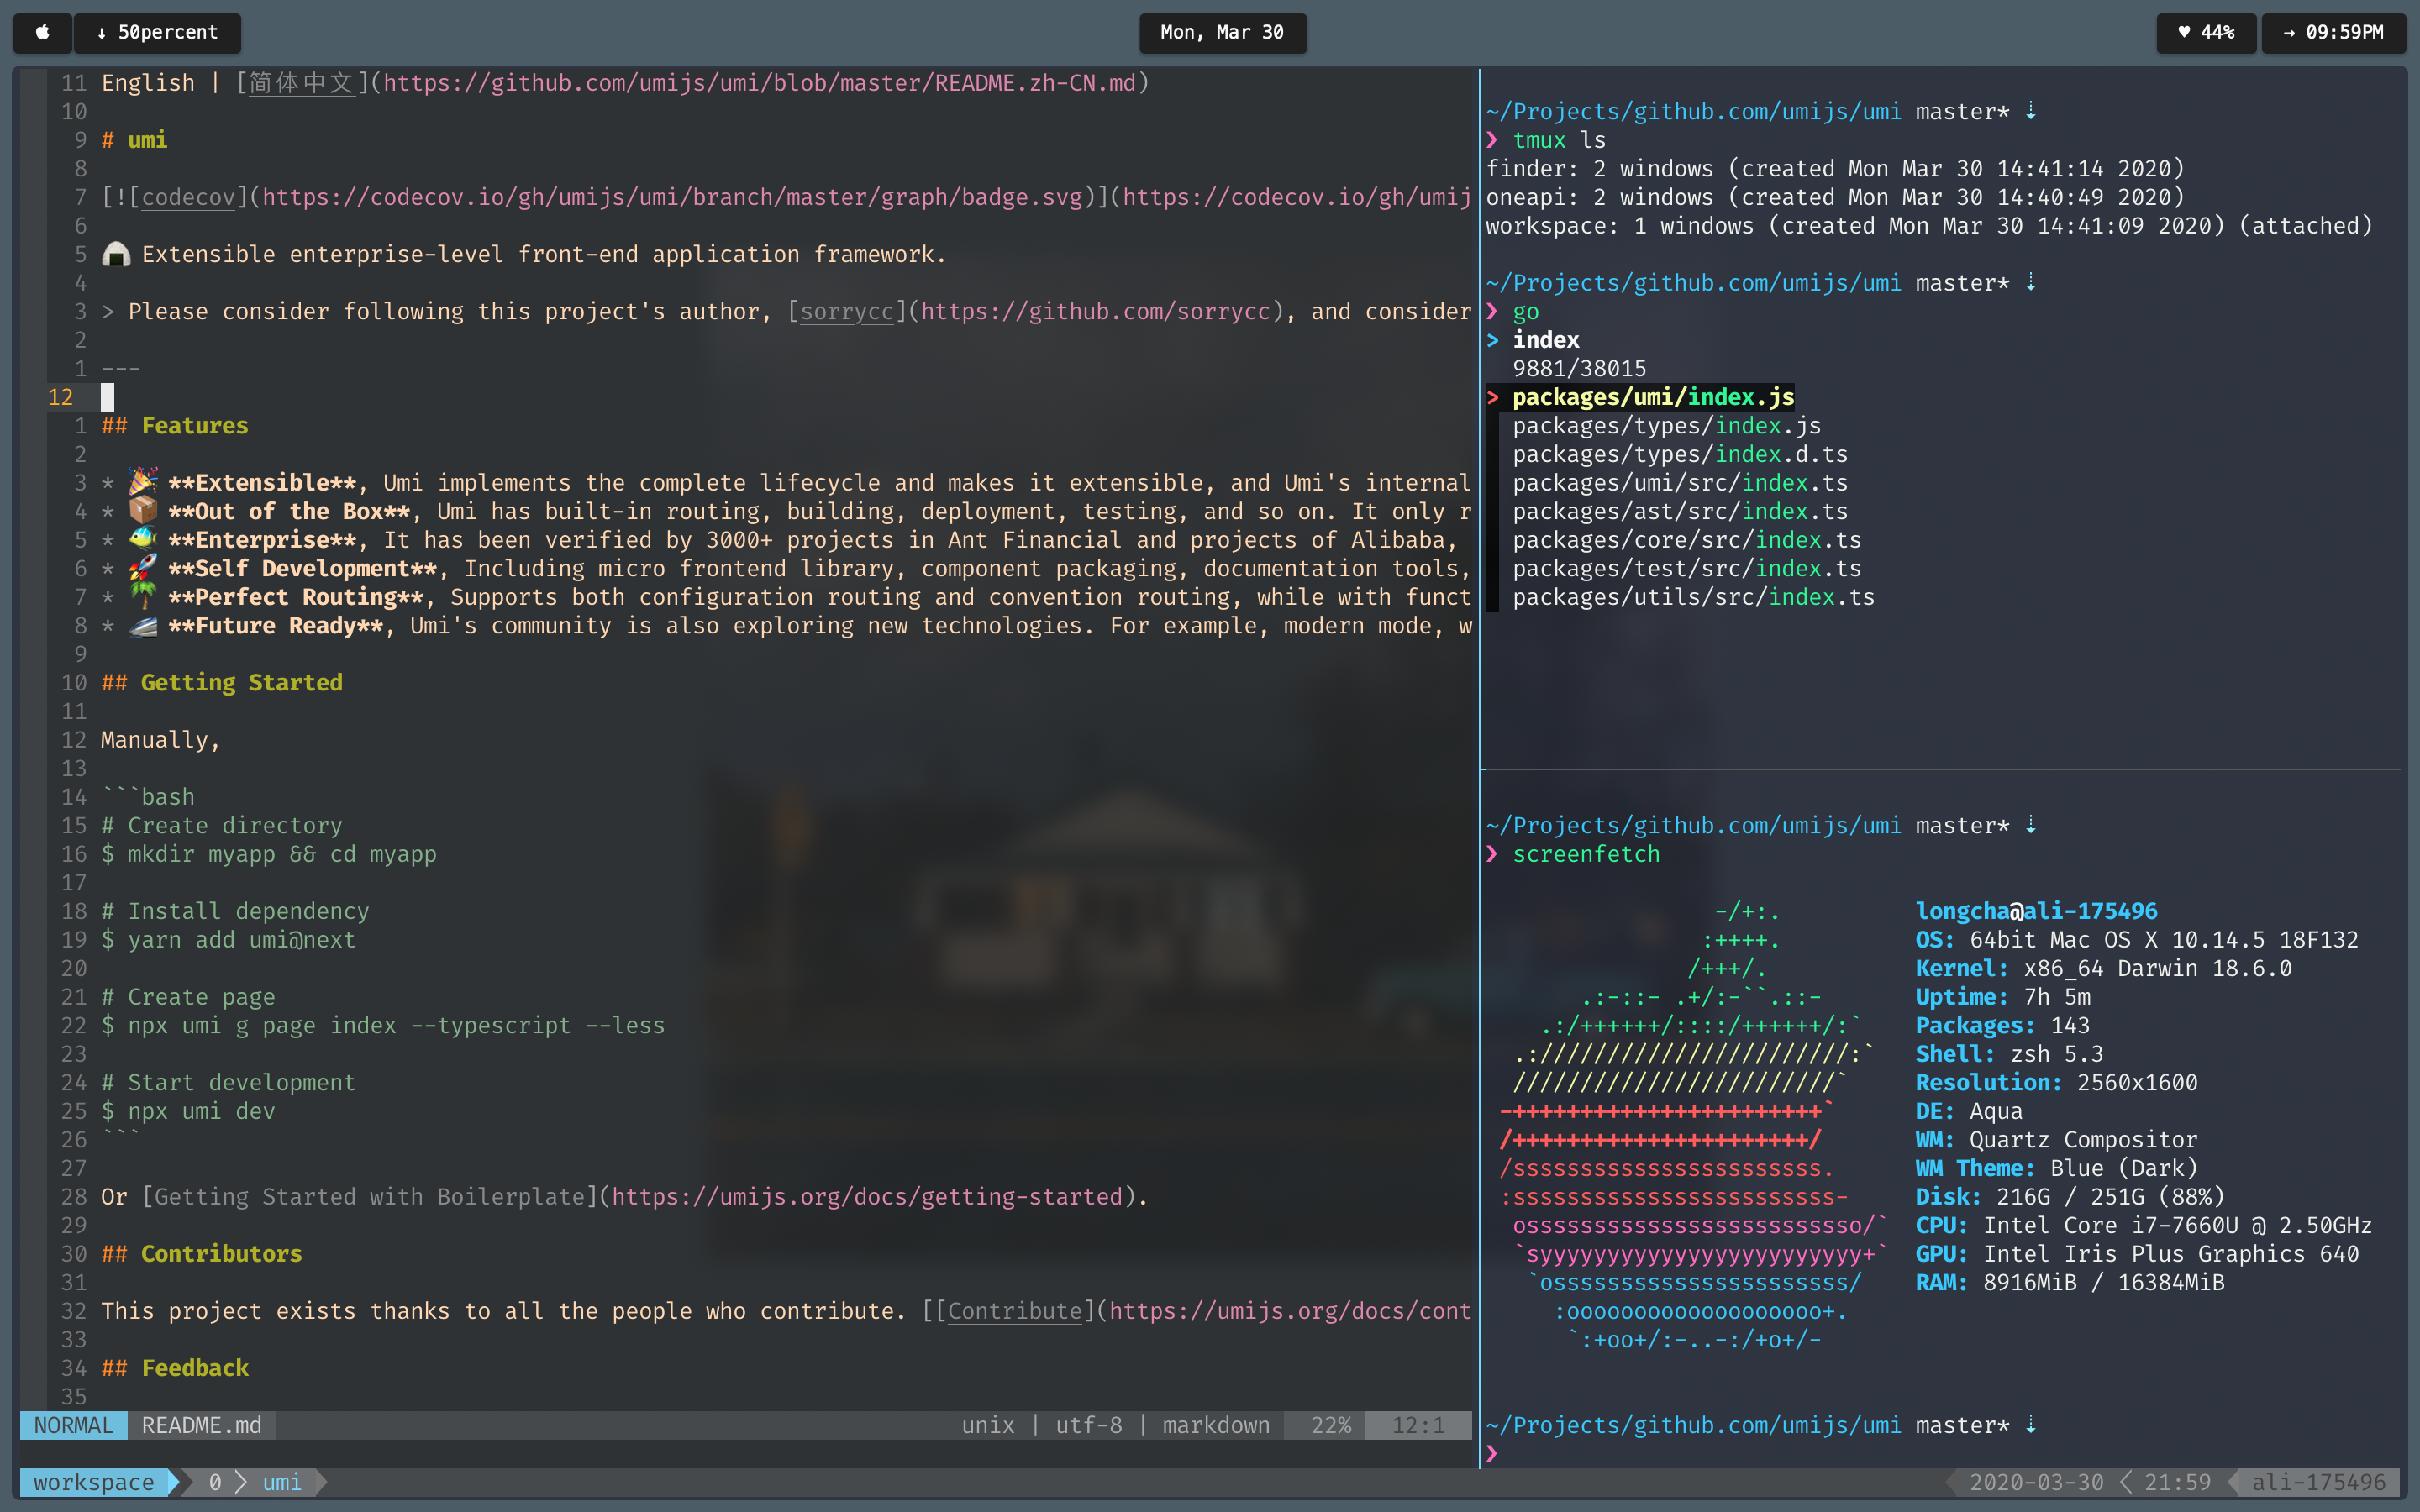 ↓ 50percent
Mon, Mar 30
♥ 44%
→ 09:59PM
11 English | [简体中文](https://github.com/umijs/umi/blob/master/README.zh-CN.md)
10
9 # umi
8
7 [![codecov](https://codecov.io/gh/umijs/umi/branch/master/graph/badge.svg)](https://codecov.io/gh/umij
6
5 🍙 Extensible enterprise-level front-end application framework.
4
3 > Please consider following this project's author, [sorrycc](https://github.com/sorrycc), and consider
2
1 ---
12
1 ## Features
2
3 * 🎉 **Extensible**, Umi implements the complete lifecycle and makes it extensible, and Umi's internal
4 * 📦 **Out of the Box**, Umi has built-in routing, building, deployment, testing, and so on. It only r
5 * 🐠 **Enterprise**, It has been verified by 3000+ projects in Ant Financial and projects of Alibaba,
6 * 🚀 **Self Development**, Including micro frontend library, component packaging, documentation tools,
7 * 🌴 **Perfect Routing**, Supports both configuration routing and convention routing, while with funct
8 * 🚄 **Future Ready**, Umi's community is also exploring new technologies. For example, modern mode, w
9
10 ## Getting Started
11
12 Manually,
13
14 ```bash
15 # Create directory
16 $ mkdir myapp && cd myapp
17
18 # Install dependency
19 $ yarn add umi@next
20
21 # Create page
22 $ npx umi g page index --typescript --less
23
24 # Start development
25 $ npx umi dev
26 ```
27
28 Or [Getting Started with Boilerplate](https://umijs.org/docs/getting-started).
29
30 ## Contributors
31
32 This project exists thanks to all the people who contribute. [[Contribute](https://umijs.org/docs/cont
33
34 ## Feedback
35
NORMAL README.md unix | utf-8 | markdown 22% 12:1
~/Projects/github.com/umijs/umi master* ⇣
❯ tmux ls
finder: 2 windows (created Mon Mar 30 14:41:14 2020)
oneapi: 2 windows (created Mon Mar 30 14:40:49 2020)
workspace: 1 windows (created Mon Mar 30 14:41:09 2020) (attached)
~/Projects/github.com/umijs/umi master* ⇣
❯ go
> index
9881/38015
> packages/umi/index.js
packages/types/index.js
packages/types/index.d.ts
packages/umi/src/index.ts
packages/ast/src/index.ts
packages/core/src/index.ts
packages/test/src/index.ts
packages/utils/src/index.ts
~/Projects/github.com/umijs/umi master* ⇣
❯ screenfetch
-/+:. longcha@ali-175496
:++++. OS: 64bit Mac OS X 10.14.5 18F132
/+++/. Kernel: x86_64 Darwin 18.6.0
.:-::- .+/:-``.::- Uptime: 7h 5m
.:/++++++/::::/++++++/:` Packages: 143
.:///////////////////////:` Shell: zsh 5.3
////////////////////////` Resolution: 2560x1600
-+++++++++++++++++++++++` DE: Aqua
/++++++++++++++++++++++/ WM: Quartz Compositor
/sssssssssssssssssssssss. WM Theme: Blue (Dark)
:ssssssssssssssssssssssss- Disk: 216G / 251G (88%)
osssssssssssssssssssssssso/` CPU: Intel Core i7-7660U @ 2.50GHz
`syyyyyyyyyyyyyyyyyyyyyyyy+` GPU: Intel Iris Plus Graphics 640
`ossssssssssssssssssssss/ RAM: 8916MiB / 16384MiB
:ooooooooooooooooooo+.
`:+oo+/:-..-:/+o+/-
~/Projects/github.com/umijs/umi master* ⇣
❯
workspace 0 umi 2020-03-30 21:59 ali-175496